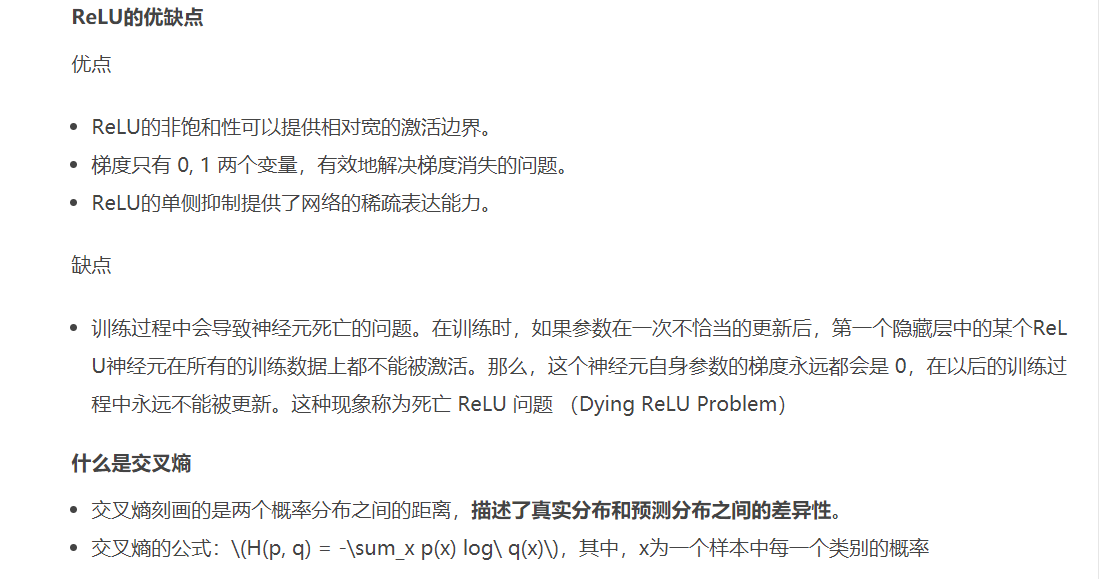 ReLU的优缺点
优点
ReLU的非饱和性可以提供相对宽的激活边界。
梯度只有 0, 1 两个变量，有效地解决梯度消失的问题。
ReLU的单侧抑制提供了网络的稀疏表达能力。
缺点
训练过程中会导致神经元死亡的问题。在训练时，如果参数在一次不恰当的更新后，第一个隐藏层中的某个ReL
U神经元在所有的训练数据上都不能被激活。那么，这个神经元自身参数的梯度永远都会是 0，在以后的训练过
程中永远不能被更新。这种现象称为死亡 ReLU 问题 （Dying ReLU Problem）
什么是交叉熵
交叉熵刻画的是两个概率分布之间的距离，描述了真实分布和预测分布之间的差异性。
交叉熵的公式：\(H(p, q) = -\sum_x p(x) log\ q(x)\)，其中，x为一个样本中每一个类别的概率